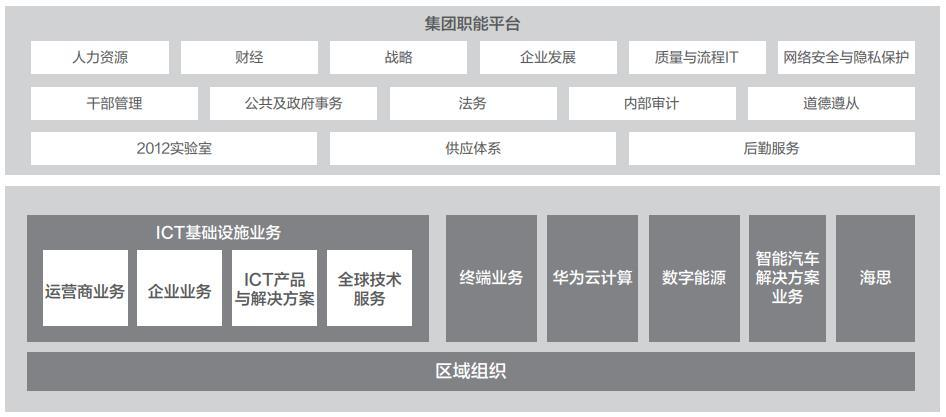 集团职能平台
人力资源
财经
战略
企业发展
质量与流程IT
网络安全与隐私保护
干部管理
公共及政府事务
法务
内部审计
道德遵从
2012实验室
供应体系
后勤服务
ICT基础设施业务
运营商业务
企业业务
ICT产品
与解决方案
全球技术
服务
终端业务
华为云计算
数字能源
智能汽车
解决方案
业务
海思
区域组织